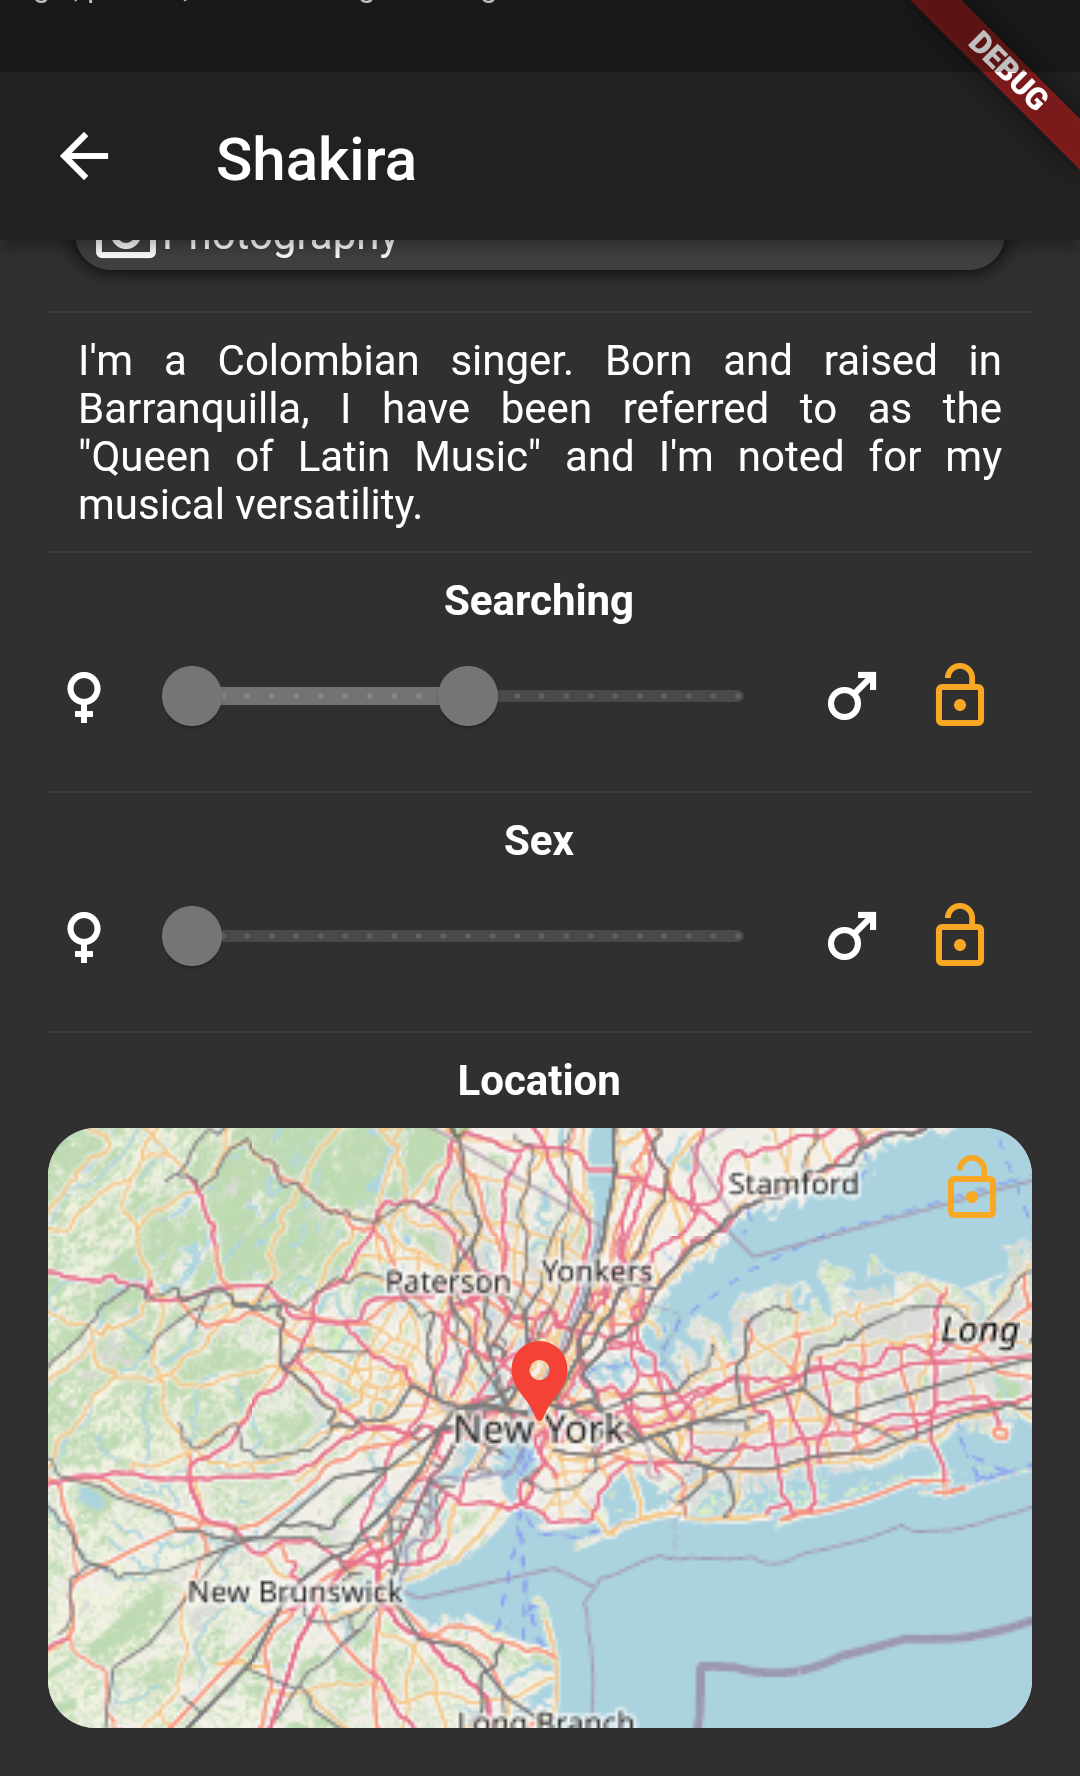 DEBUG
Shakira
Photography
I'm a Colombian singer. Born and raised in
Barranquilla, I have been referred to as the
"Queen of Latin Music" and I'm noted for my
musical versatility.
Searching
Sex
Location
Stamford
Paterson
Yonkers
Long
New York
New Brunswick
Long Branch